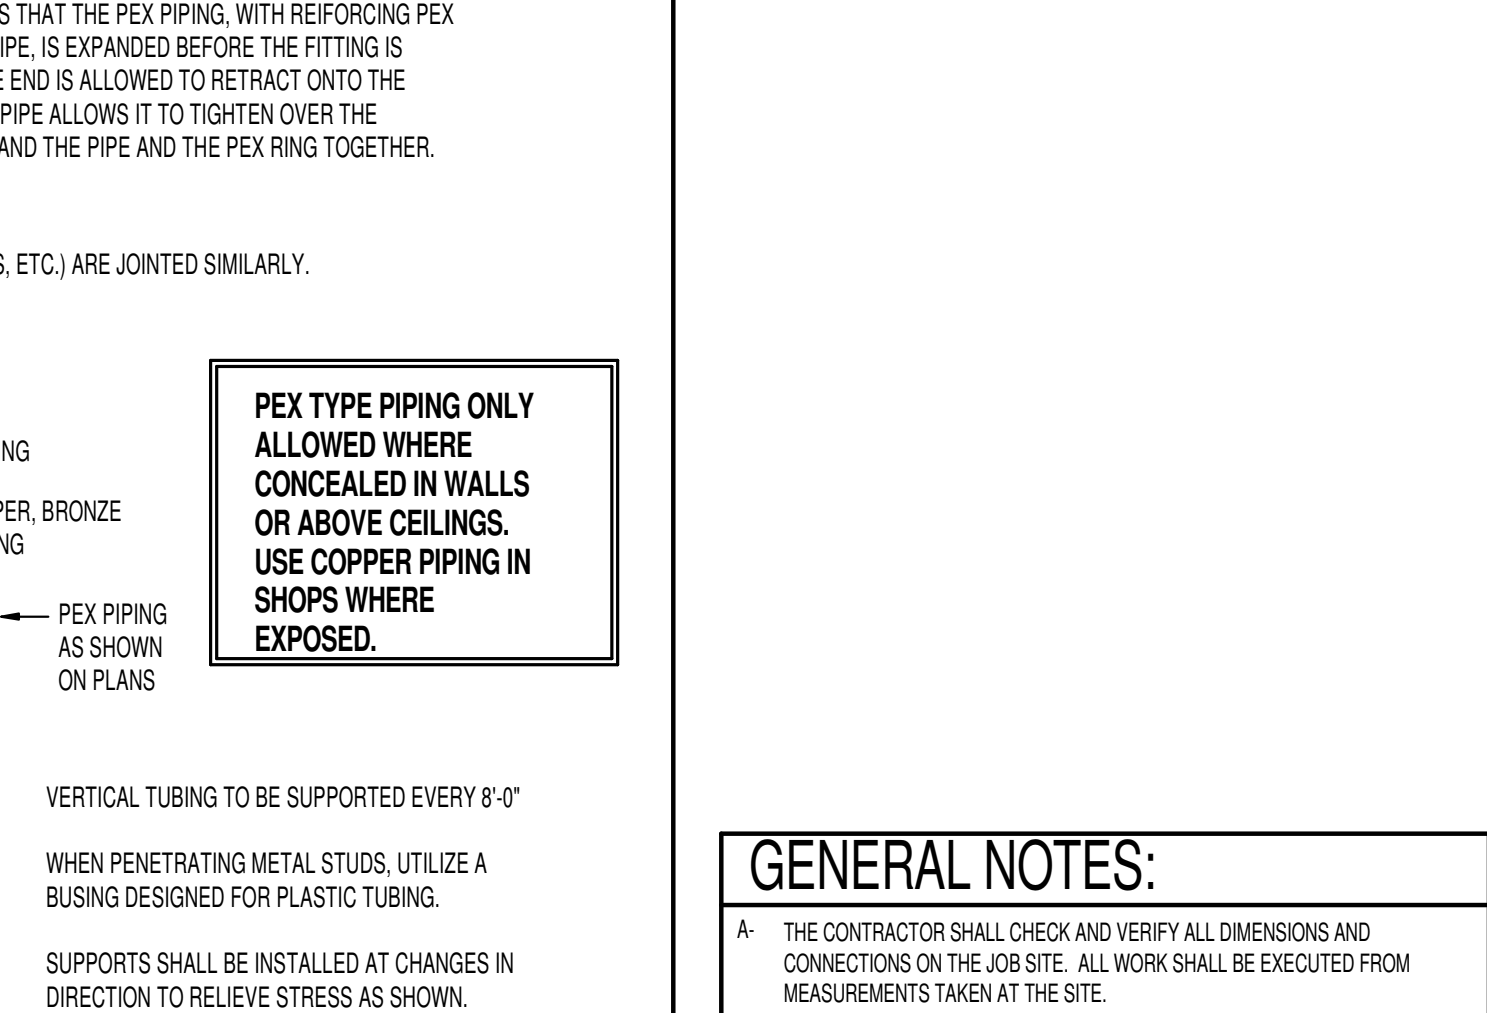 S THAT THE PEX PIPING, WITH REIFORCING PEX
IPE, IS EXPANDED BEFORE THE FITTING IS
E END IS ALLOWED TO RETRACT ONTO THE
PIPE ALLOWS IT TO TIGHTEN OVER THE
AND THE PIPE AND THE PEX RING TOGETHER.
S, ETC.) ARE JOINTED SIMILARLY.
PEX TYPE PIPING ONLY
ALLOWED WHERE
CONCEALED IN WALLS
OR ABOVE CEILINGS.
USE COPPER PIPING IN
SHOPS WHERE
EXPOSED.
NG
PER, BRONZE
NG
PEX PIPING
AS SHOWN
ON PLANS
VERTICAL TUBING TO BE SUPPORTED EVERY 8'-0"
WHEN PENETRATING METAL STUDS, UTILIZE A
BUSING DESIGNED FOR PLASTIC TUBING.
SUPPORTS SHALL BE INSTALLED AT CHANGES IN
DIRECTION TO RELIEVE STRESS AS SHOWN.
GENERAL NOTES:
A- THE CONTRACTOR SHALL CHECK AND VERIFY ALL DIMENSIONS AND
CONNECTIONS ON THE JOB SITE. ALL WORK SHALL BE EXECUTED FROM
MEASUREMENTS TAKEN AT THE SITE.